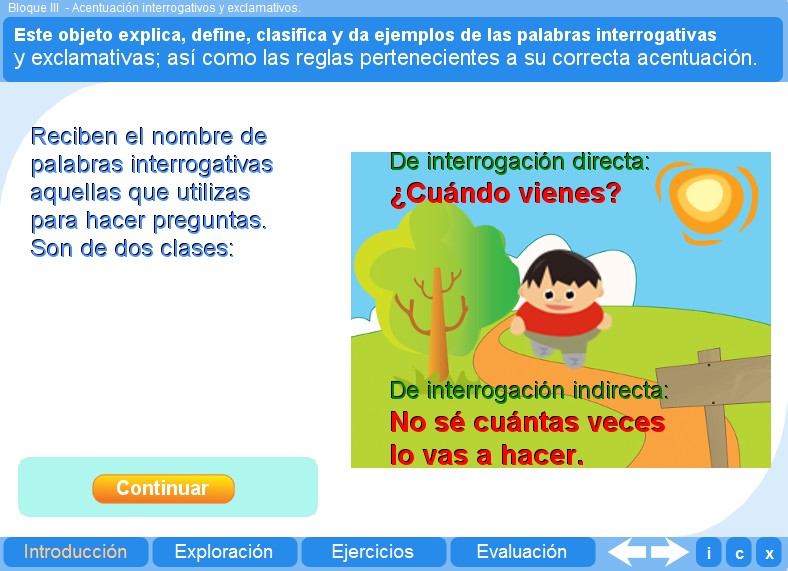 Bloque III - Acentuación interrogativos y exclamativos.
Este objeto explica, define, clasifica y da ejemplos de las palabras interrogativas
y exclamativas; así como las reglas pertenecientes a su correcta acentuación.
Reciben el nombre de
palabras interrogativas
aquellas que utilizas
para hacer preguntas.
Son de dos clases:
De interrogación directa:
¿Cuándo vienes?
De interrogación indirecta:
No sé cuántas veces
lo vas a hacer.
Continuar
Introducción
Exploración
Ejercicios
Evaluación
i
c
x